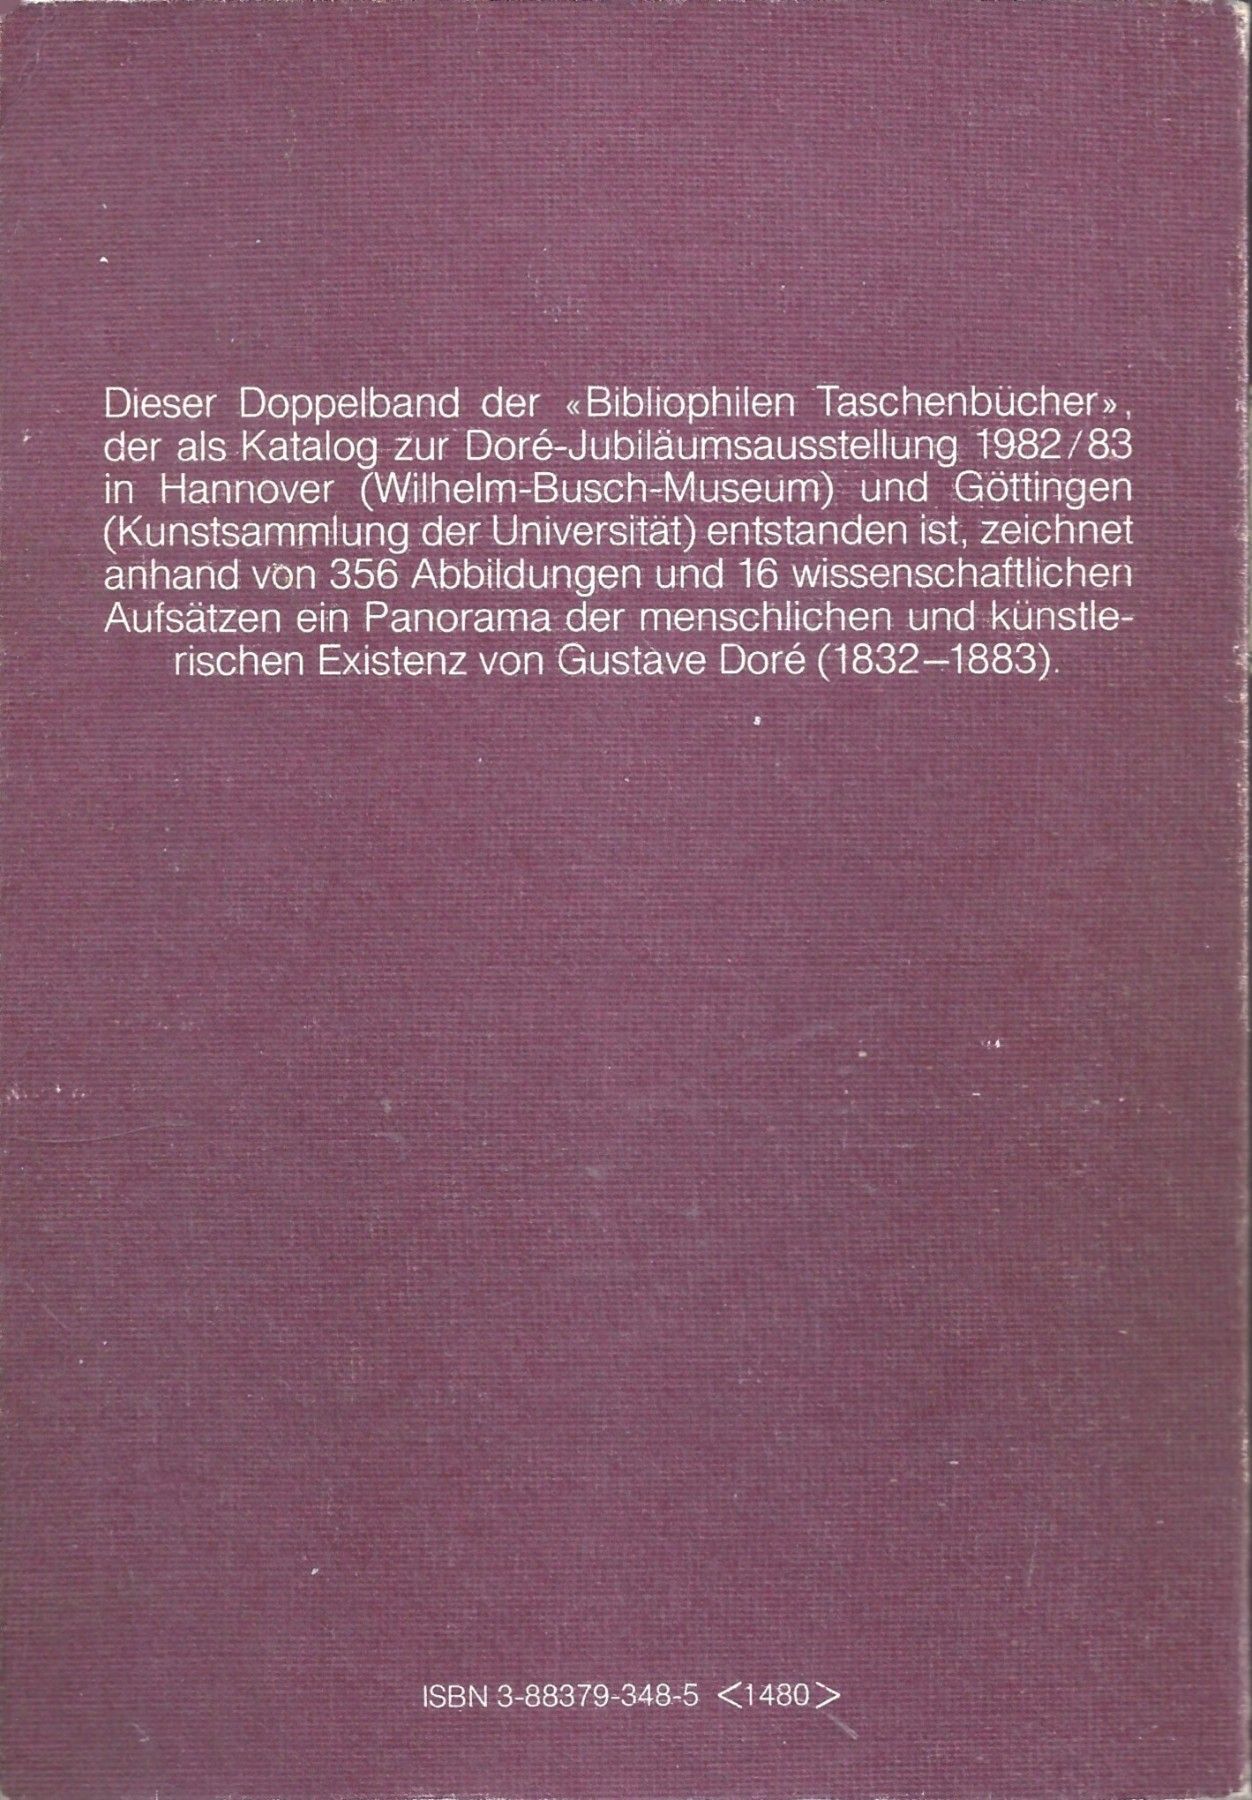 Dieser Doppelband der «Bibliophilen Taschenbücher»,
der als Katalog zur Doré-Jubiläumsausstellung 1982/83
in Hannover (Wilhelm-Busch-Museum) und Göttingen
(Kunstsammlung der Universität) entstanden ist, zeichnet
anhand von 356 Abbildungen und 16 wissenschaftlichen
Aufsätzen ein Panorama der menschlichen und künstle-
rischen Existenz von Gustave Doré (1832–1883).
ISBN 3-88379-348-5 <1480>